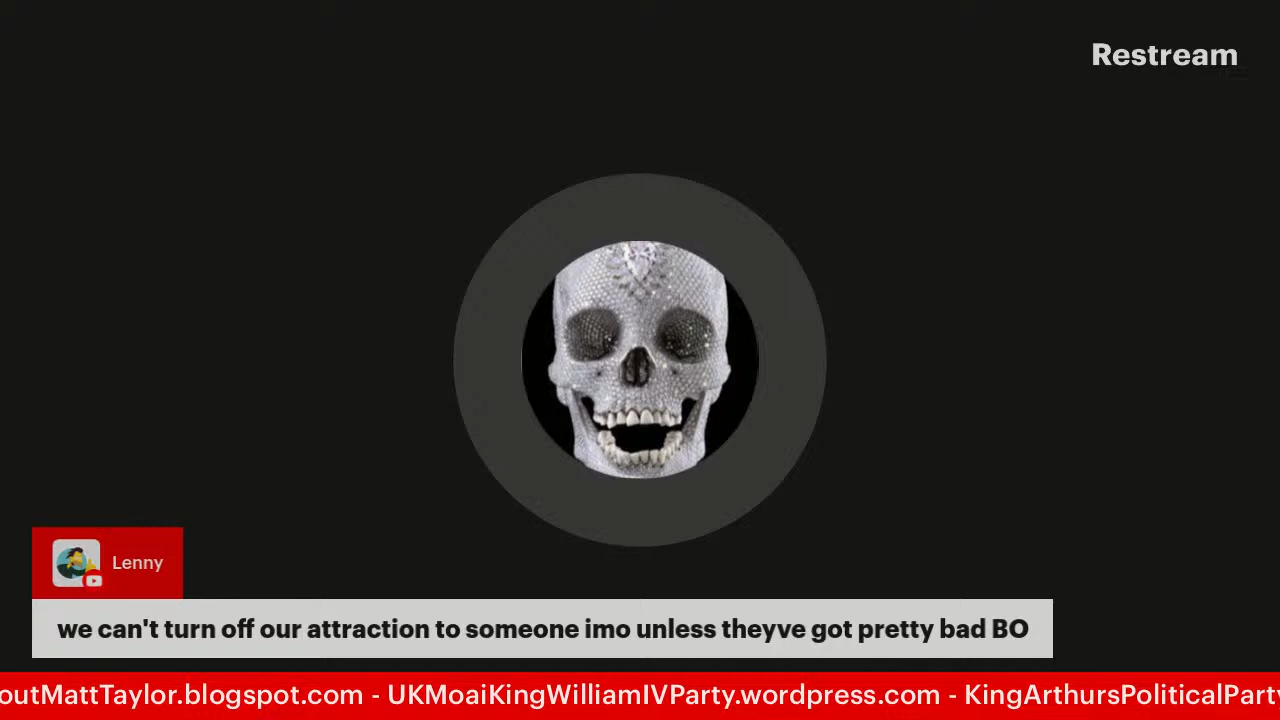 Restream
Lenny
we can't turn off our attraction to someone imo unless theyve got pretty bad BO
outMattTaylor.blogspot.com - UKMoaiKingWilliamIVParty.wordpress.com - KingArthursPoliticalParty